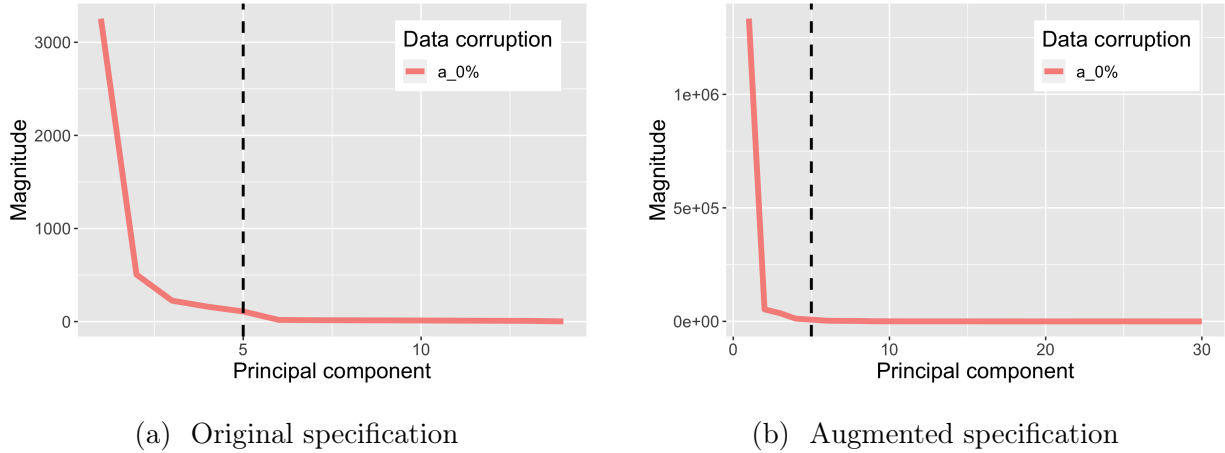 Data corruption
a_0%
Magnitude
3000
2000
1000
0
5
10
Principal component
(a) Original specification
Data corruption
a_0%
Magnitude
1e+06
5e+05
0e+00
0
10
20
30
Principal component
(b) Augmented specification